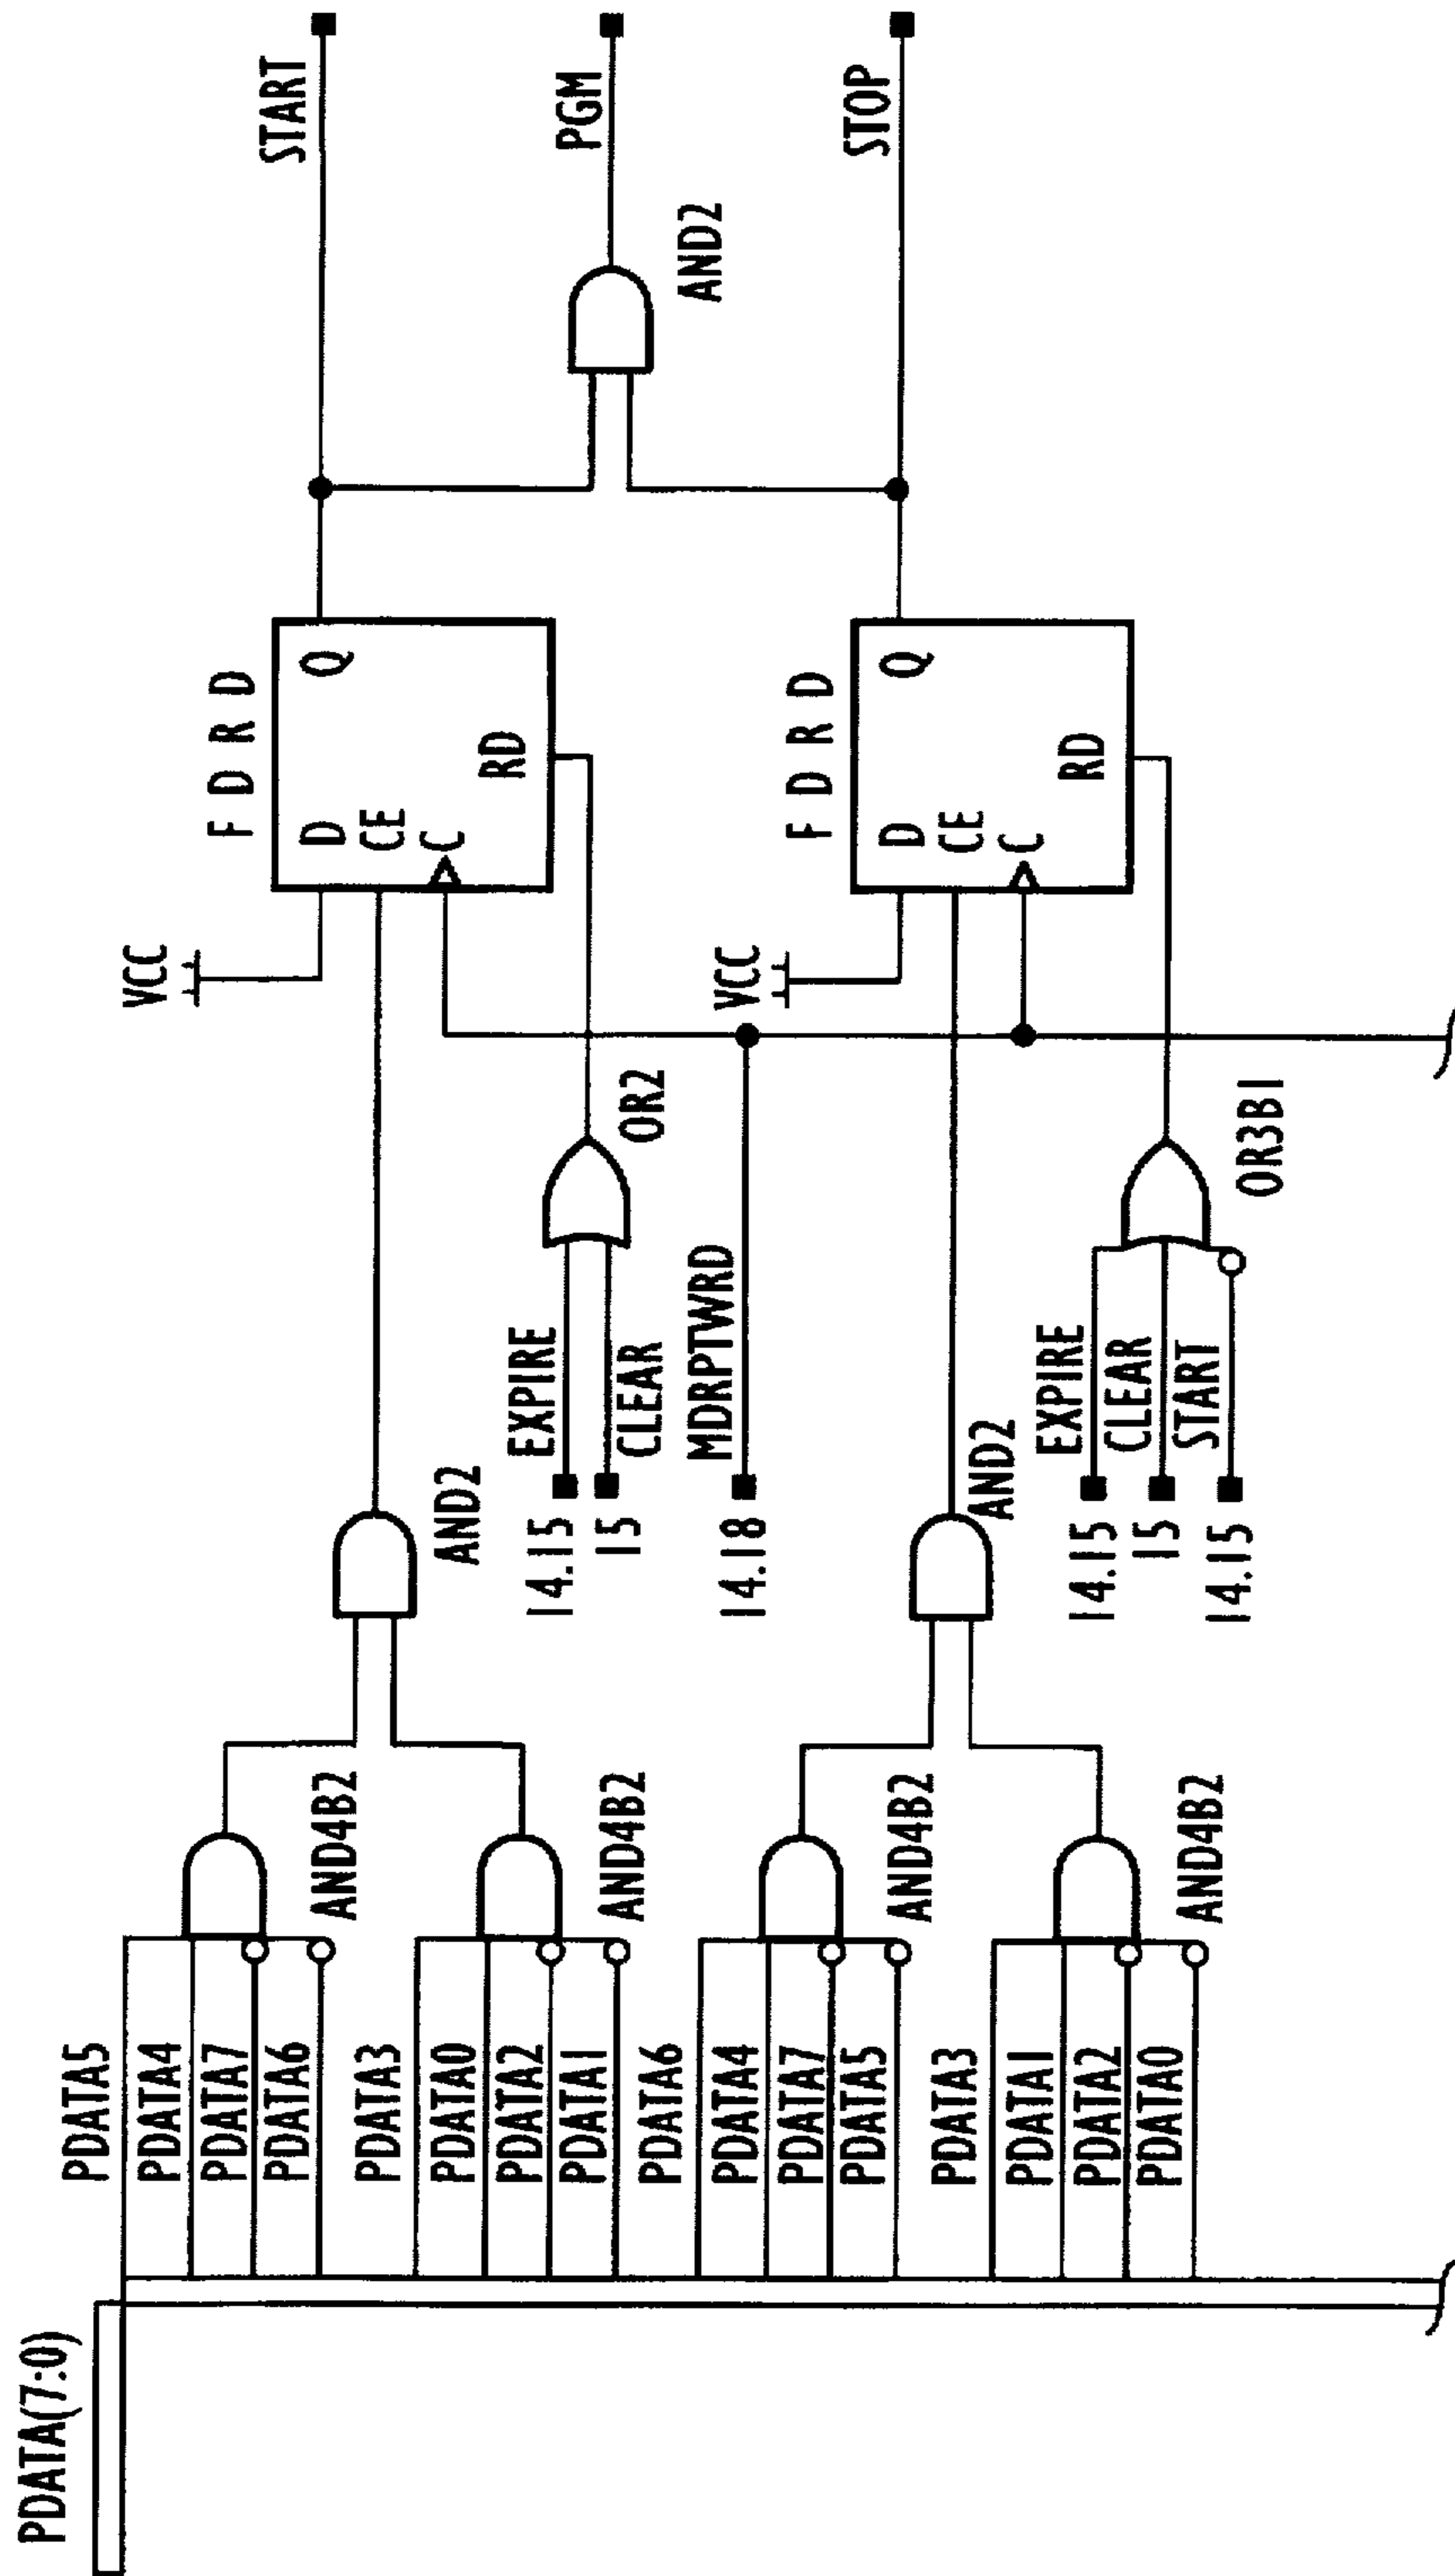 PDATA(7:0)
PDATA5
PDATA4
PDATA7
PDATA6
AND4B2
PDATA3
PDATA0
PDATA2
PDATA1
AND4B2
AND2
PDATA6
PDATA4
PDATA7
PDATA5
AND4B2
PDATA3
PDATA1
PDATA2
PDATA0
AND4B2
AND2
14.15 EXPIRE
15 CLEAR
OR2
14.18 MDRPTWRD
14.15 EXPIRE
15 CLEAR
14.15 START
OR3B1
VCC
F D R D
D
CE
C
Q
RD
VCC
F D R D
D
CE
C
Q
RD
AND2
START
PGM
STOP